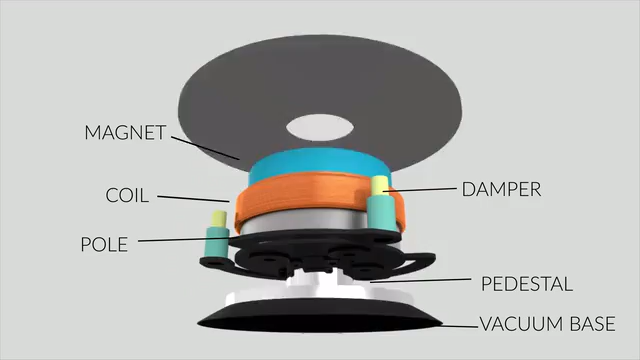 MAGNET
COIL
DAMPER
POLE
PEDESTAL
VACUUM BASE